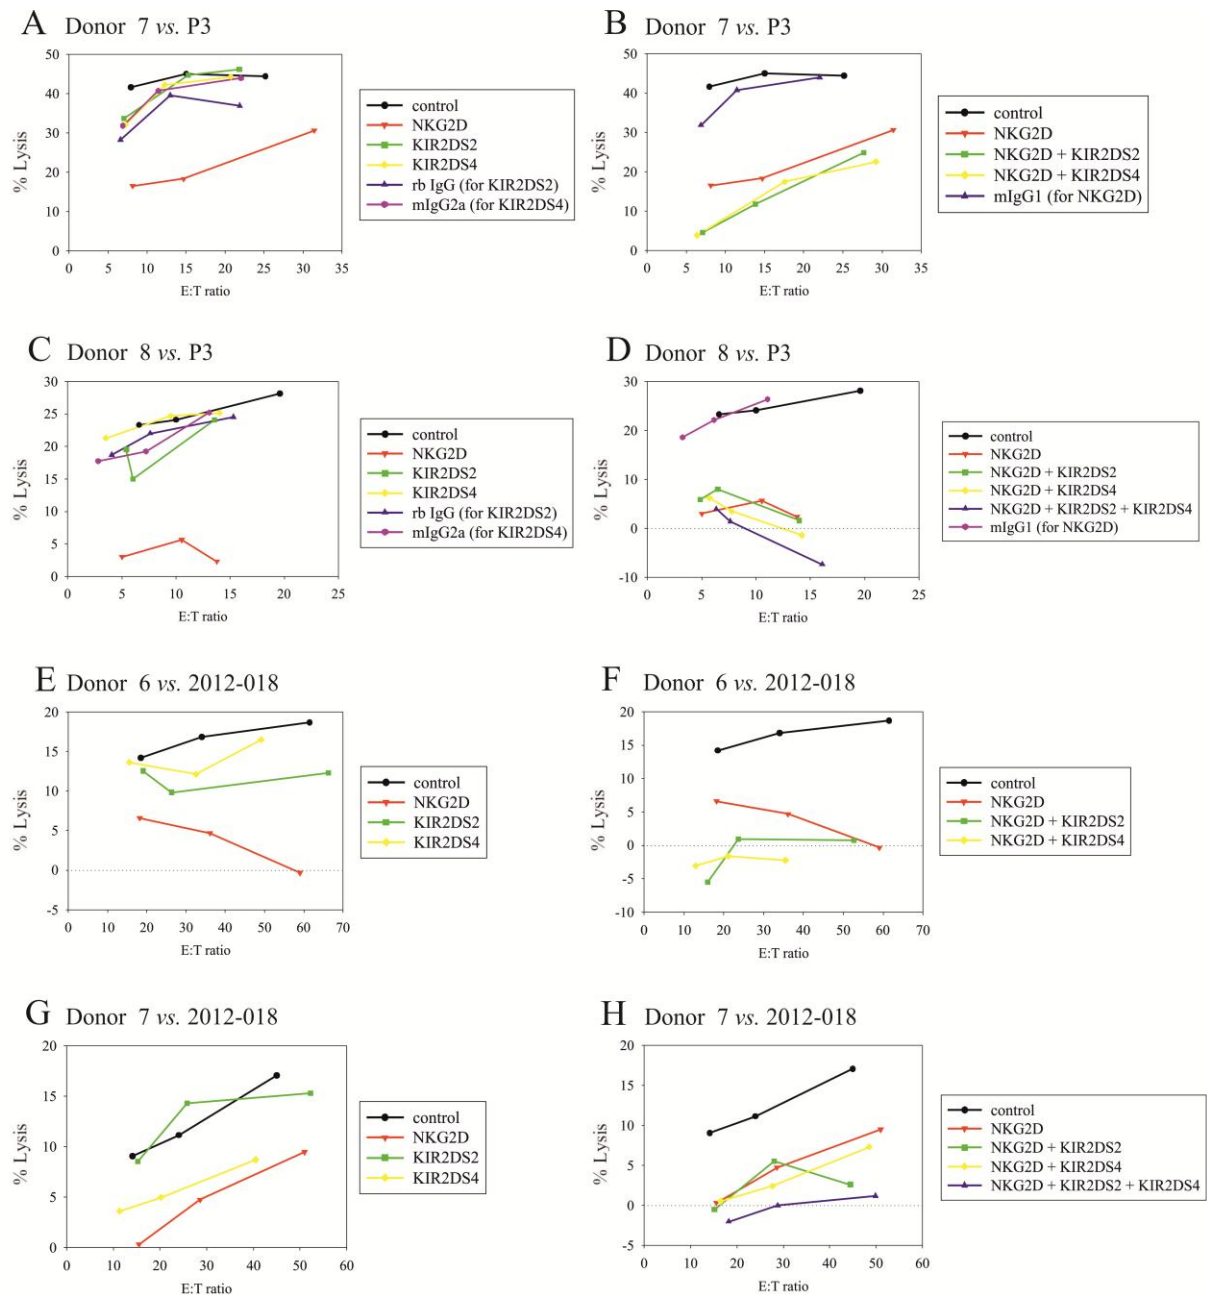 A Donor 7 vs. P3
50
40
30
20
10
0
% Lysis
0 5 10 15 20 25 30 35
E:T ratio
control
NKG2D
KIR2DS2
KIR2DS4
rb IgG (for KIR2DS2)
mIgG2a (for KIR2DS4)
B Donor 7 vs. P3
50
40
30
20
10
0
% Lysis
0 5 10 15 20 25 30 35
E:T ratio
control
NKG2D
NKG2D + KIR2DS2
NKG2D + KIR2DS4
mIgG1 (for NKG2D)
C Donor 8 vs. P3
30
25
20
15
10
5
0
% Lysis
0 5 10 15 20 25
E:T ratio
control
NKG2D
KIR2DS2
KIR2DS4
rb IgG (for KIR2DS2)
mIgG2a (for KIR2DS4)
D Donor 8 vs. P3
30
20
10
0
-10
% Lysis
0 5 10 15 20 25
E:T ratio
control
NKG2D
NKG2D + KIR2DS2
NKG2D + KIR2DS4
NKG2D + KIR2DS2 + KIR2DS4
mIgG1 (for NKG2D)
E Donor 6 vs. 2012-018
20
15
10
5
0
-5
% Lysis
0 10 20 30 40 50 60 70
E:T ratio
control
NKG2D
KIR2DS2
KIR2DS4
F Donor 6 vs. 2012-018
20
15
10
5
0
-5
-10
% Lysis
0 10 20 30 40 50 60 70
E:T ratio
control
NKG2D
NKG2D + KIR2DS2
NKG2D + KIR2DS4
G Donor 7 vs. 2012-018
20
15
10
5
0
% Lysis
0 10 20 30 40 50 60
E:T ratio
control
NKG2D
KIR2DS2
KIR2DS4
H Donor 7 vs. 2012-018
20
15
10
5
0
-5
% Lysis
0 10 20 30 40 50 60
E:T ratio
control
NKG2D
NKG2D + KIR2DS2
NKG2D + KIR2DS4
NKG2D + KIR2DS2 + KIR2DS4